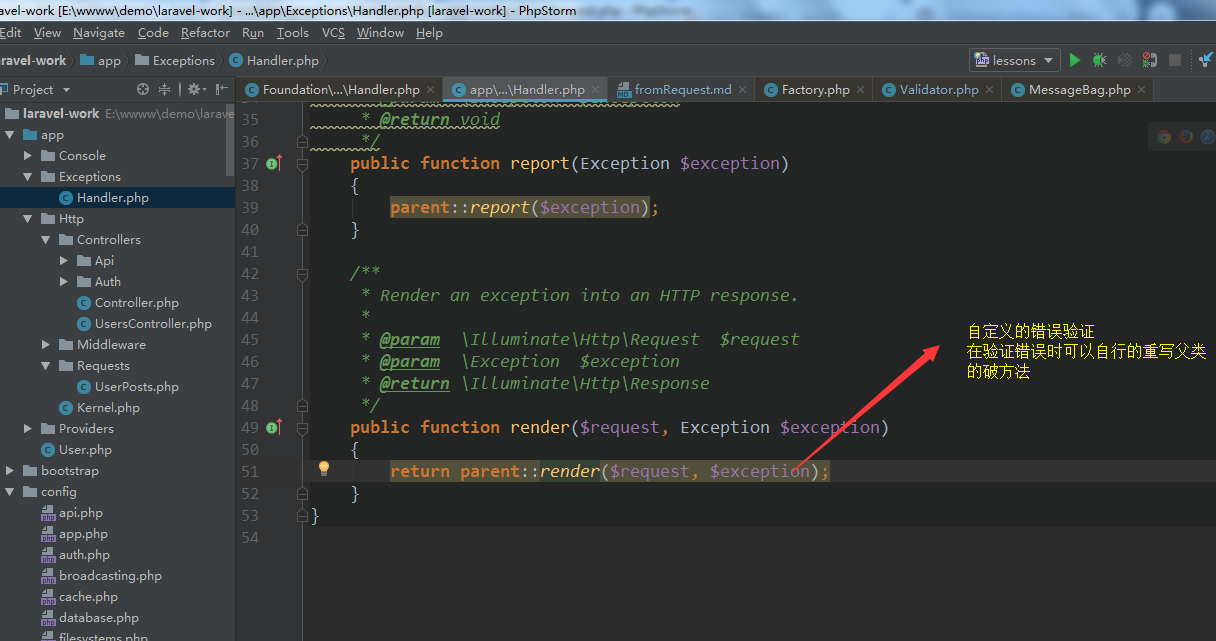 avel-work [E:\wwww\demo\laravel-work] - ...\app\Exceptions\Handler.php [laravel-work] - PhpStorm
Edit View Navigate Code Refactor Run Tools VCS Window Help
ravel-work app Exceptions Handler.php lessons
Project
Foundation\...\Handler.php app\...\Handler.php fromRequest.md Factory.php Validator.php MessageBag.php
laravel-work E:\wwww\demo\larave
app
Console
Exceptions
Handler.php
Http
Controllers
Api
Auth
Controller.php
UsersController.php
Middleware
Requests
UserPosts.php
Kernel.php
Providers
User.php
bootstrap
config
api.php
app.php
auth.php
broadcasting.php
cache.php
database.php
filesystems.php
35 * @return void
36 */
37 public function report(Exception $exception)
38 {
39 parent::report($exception);
40 }
41
42 /**
43 * Render an exception into an HTTP response.
44 *
45 * @param \Illuminate\Http\Request $request
46 * @param \Exception $exception
47 * @return \Illuminate\Http\Response
48 */
49 public function render($request, Exception $exception)
50 {
51 return parent::render($request, $exception);
52 }
53 }
54
自定义的错误验证
在验证错误时可以自行的重写父类
的破方法